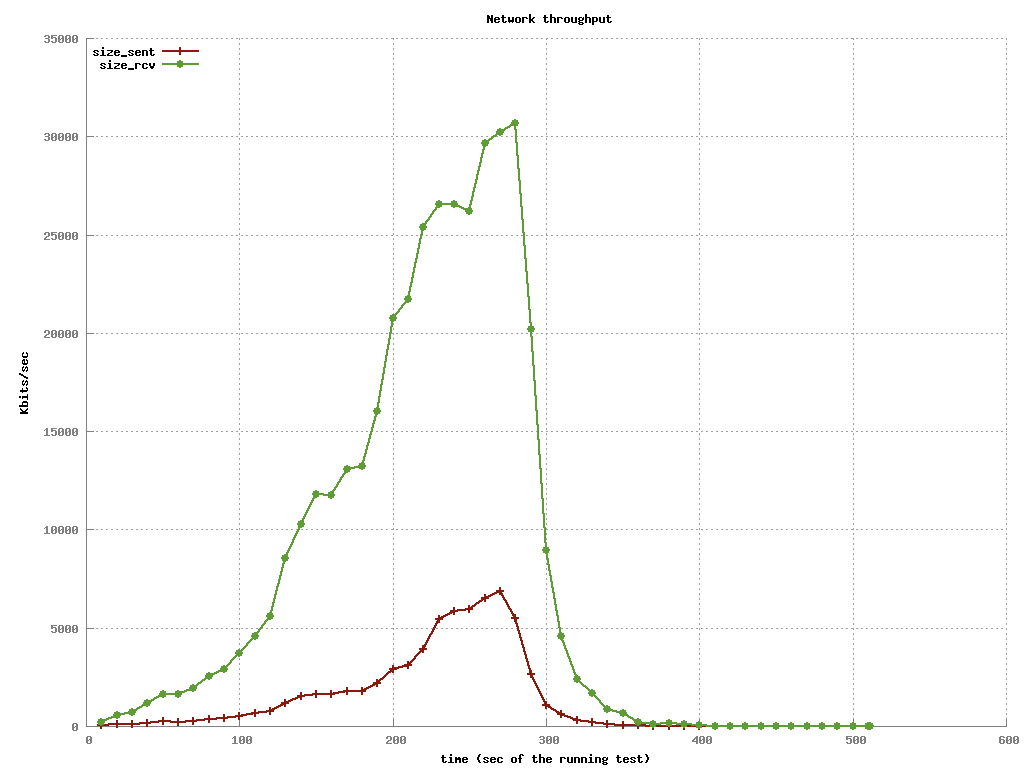 Network throughput
size_sent
size_rcv
35000
30000
25000
20000
15000
10000
5000
0
Kbits/sec
0 100 200 300 400 500 600
time (sec of the running test)